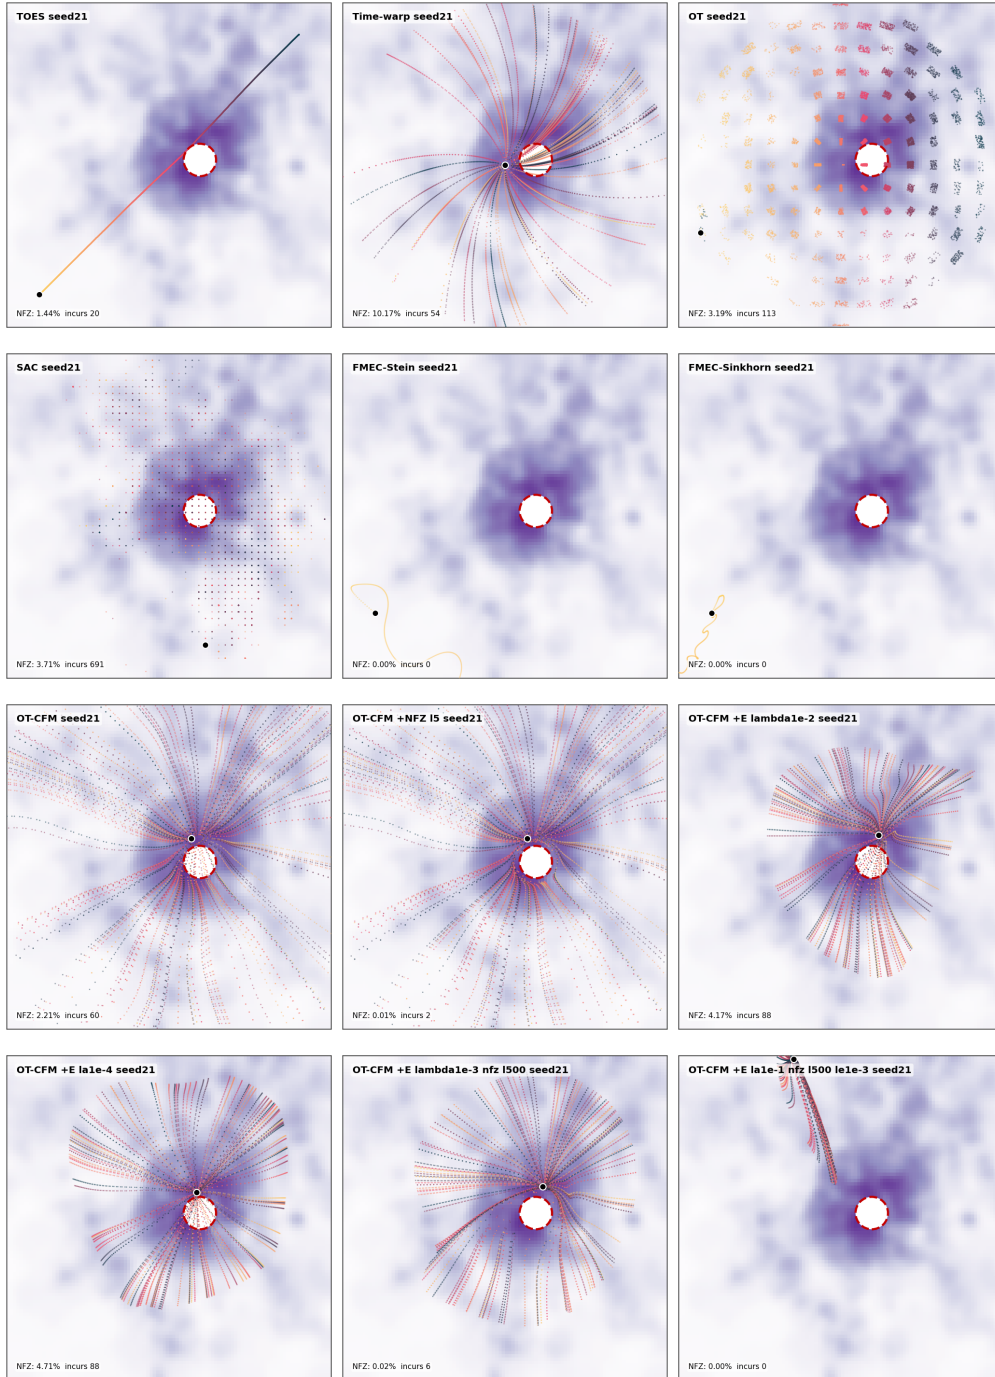 TOES seed21
NFZ: 1.44% incurs 20
Time-warp seed21
NFZ: 10.17% incurs 54
OT seed21
NFZ: 3.19% incurs 113
SAC seed21
NFZ: 3.71% incurs 691
FMEC-Stein seed21
NFZ: 0.00% incurs 0
FMEC-Sinkhorn seed21
NFZ: 0.00% incurs 0
OT-CFM seed21
NFZ: 2.21% incurs 60
OT-CFM +NFZ l5 seed21
NFZ: 0.01% incurs 2
OT-CFM +E lambda1e-2 seed21
NFZ: 4.17% incurs 88
OT-CFM +E la1e-4 seed21
NFZ: 4.71% incurs 88
OT-CFM +E lambda1e-3 nfz l500 seed21
NFZ: 0.02% incurs 6
OT-CFM +E la1e-1 nfz l500 le1e-3 seed21
NFZ: 0.00% incurs 0